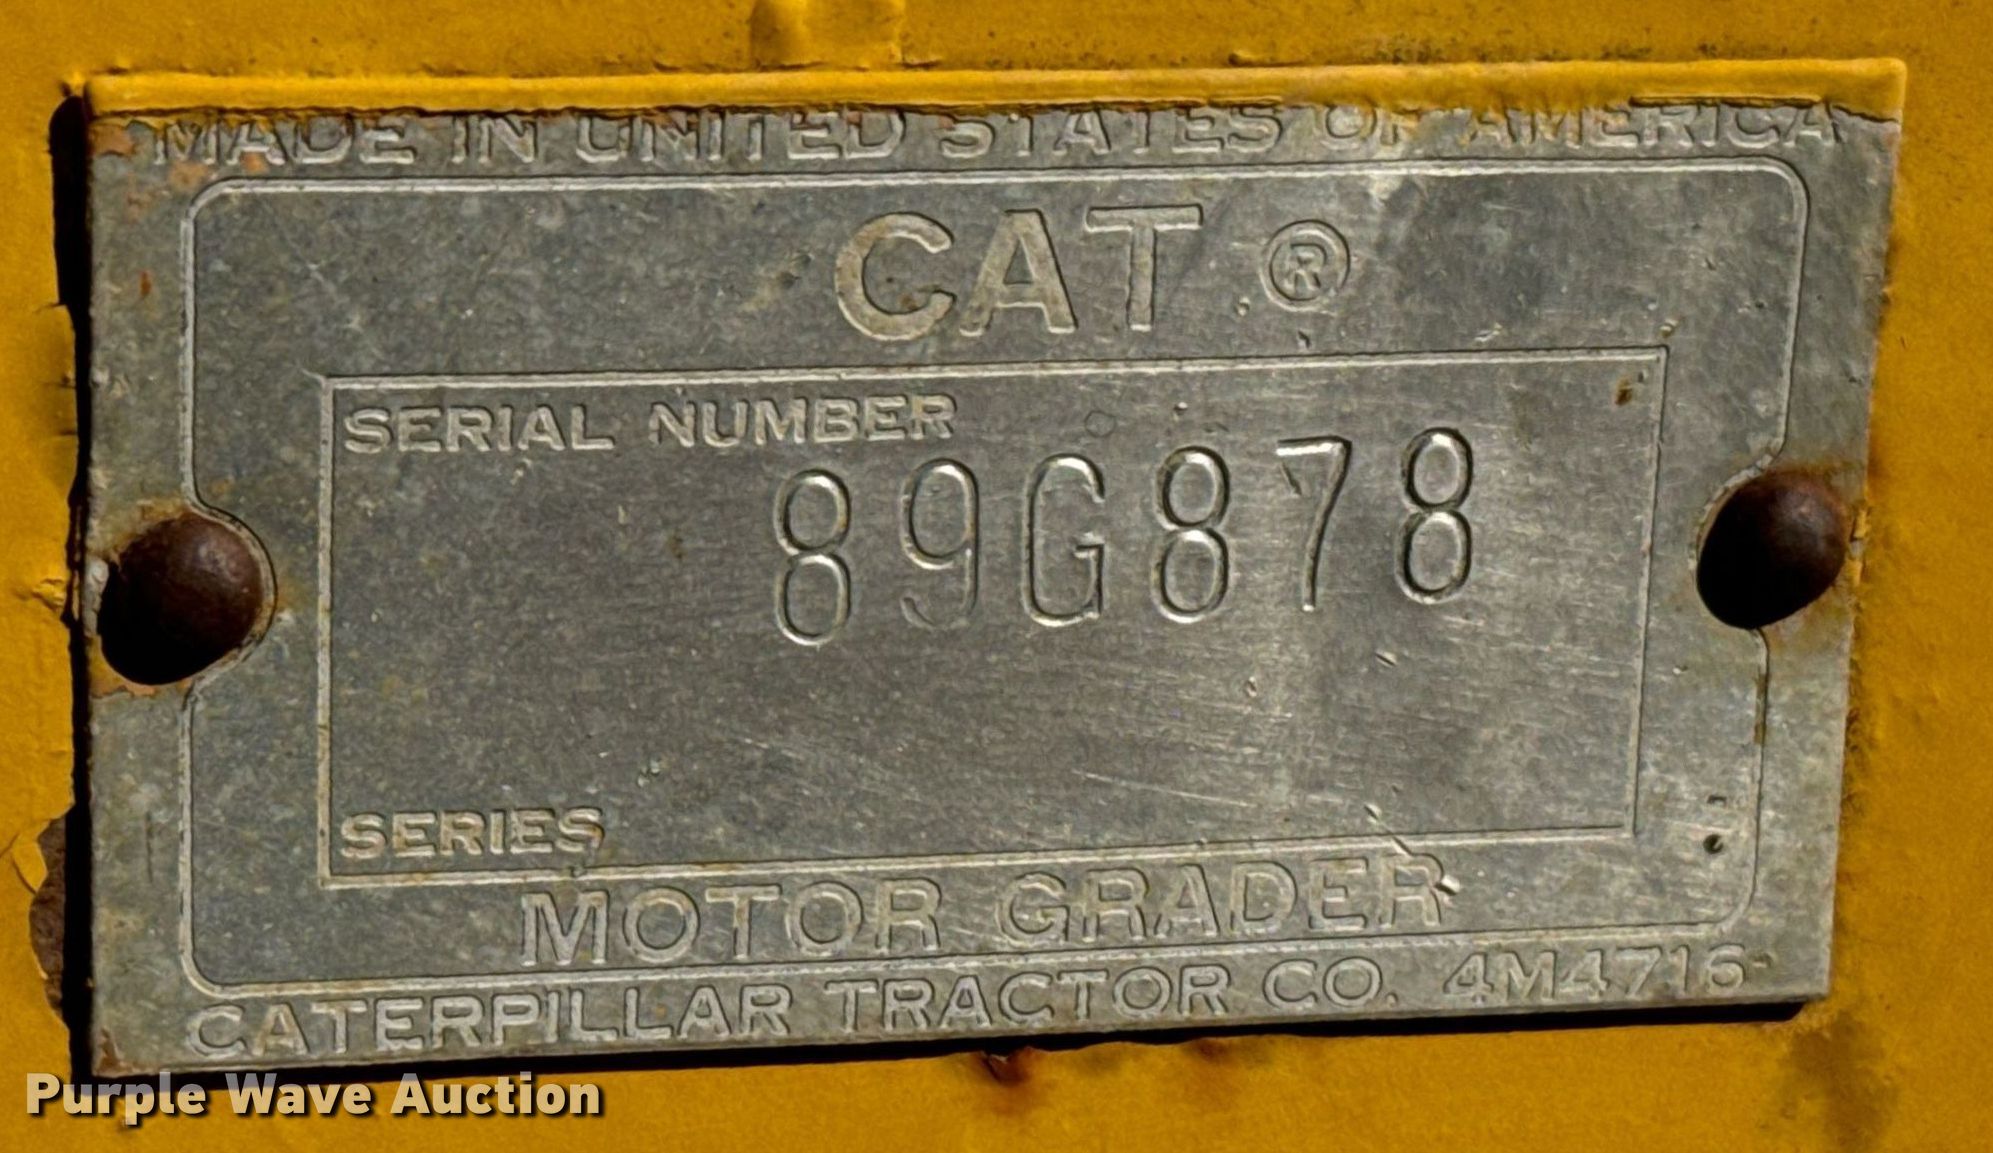 MADE IN UNITED STATES OF AMERICA
CAT ®
SERIAL NUMBER
89G878
SERIES
MOTOR GRADER
CATERPILLAR TRACTOR CO. 4M4716
Purple Wave Auction